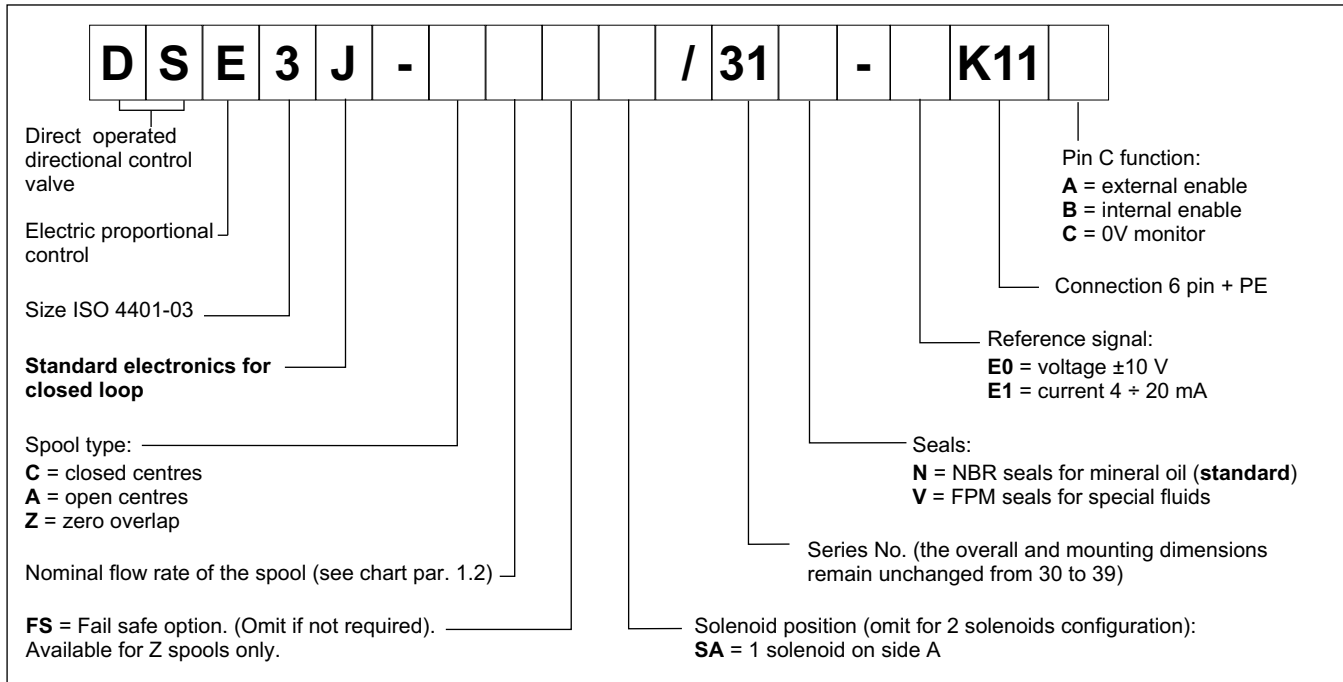 D S E 3 J - / 31 - K11
Direct operated
directional control
valve
Electric proportional
control
Size ISO 4401-03
Standard electronics for
closed loop
Spool type:
C = closed centres
A = open centres
Z = zero overlap
Nominal flow rate of the spool (see chart par. 1.2)
FS = Fail safe option. (Omit if not required).
Available for Z spools only.
Pin C function:
A = external enable
B = internal enable
C = 0V monitor
Connection 6 pin + PE
Reference signal:
E0 = voltage ±10 V
E1 = current 4 ÷ 20 mA
Seals:
N = NBR seals for mineral oil (standard)
V = FPM seals for special fluids
Series No. (the overall and mounting dimensions
remain unchanged from 30 to 39)
Solenoid position (omit for 2 solenoids configuration):
SA = 1 solenoid on side A